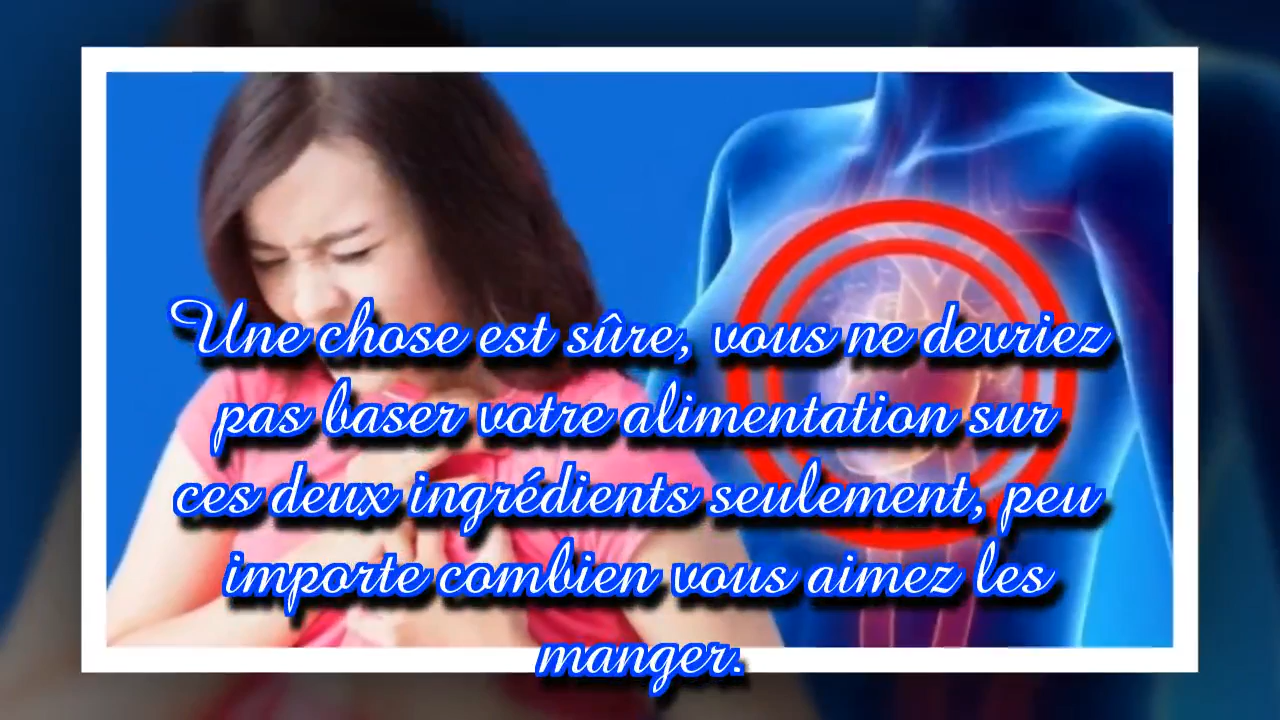 Une chose est sûre, vous ne devriez
pas baser votre alimentation sur
ces deux ingrédients seulement, peu
importe combien vous aimez les
manger.